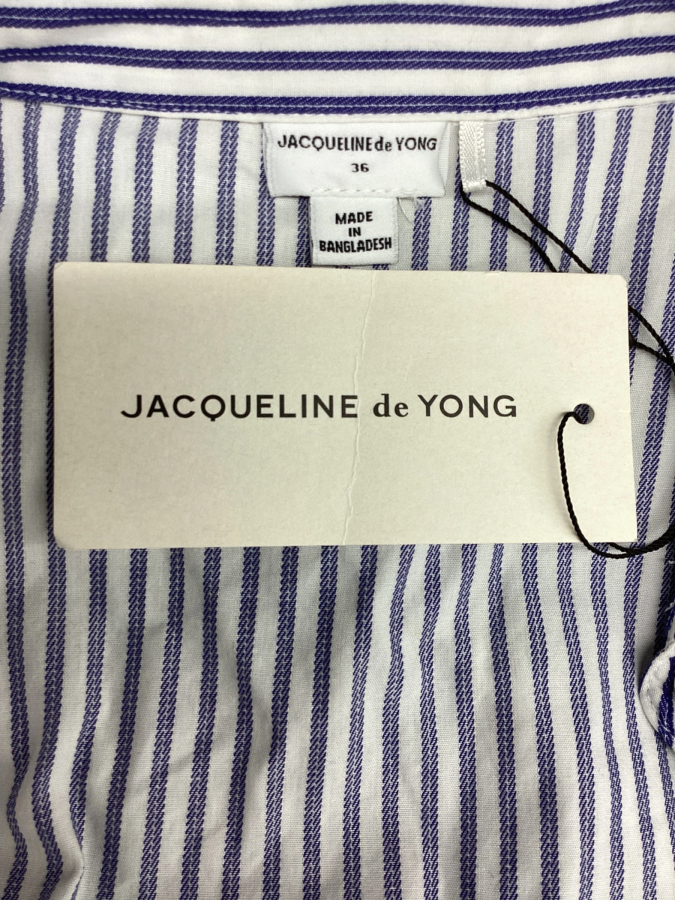 JACQUELINE de YONG
36
MADE
IN
BANGLADESH
JACQUELINE de YONG